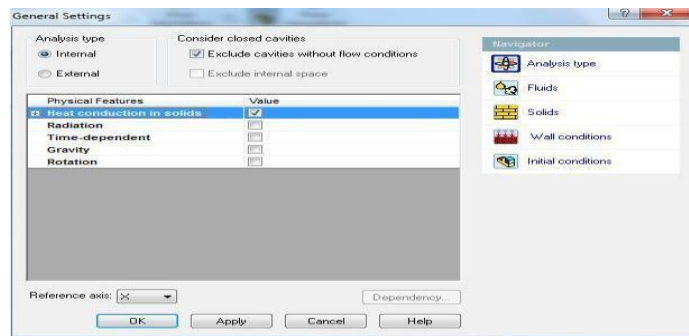 General Settings
Analysis type
Internal
External
Consider closed cavities
Exclude cavities without flow conditions
Exclude internal space
Physical Features Value
Heat conduction in solids
Radiation
Time-dependent
Gravity
Rotation
Reference axis: X
Dependency...
OK Apply Cancel Help
Navigator
Analysis type
Fluids
Solids
Wall conditions
Initial conditions